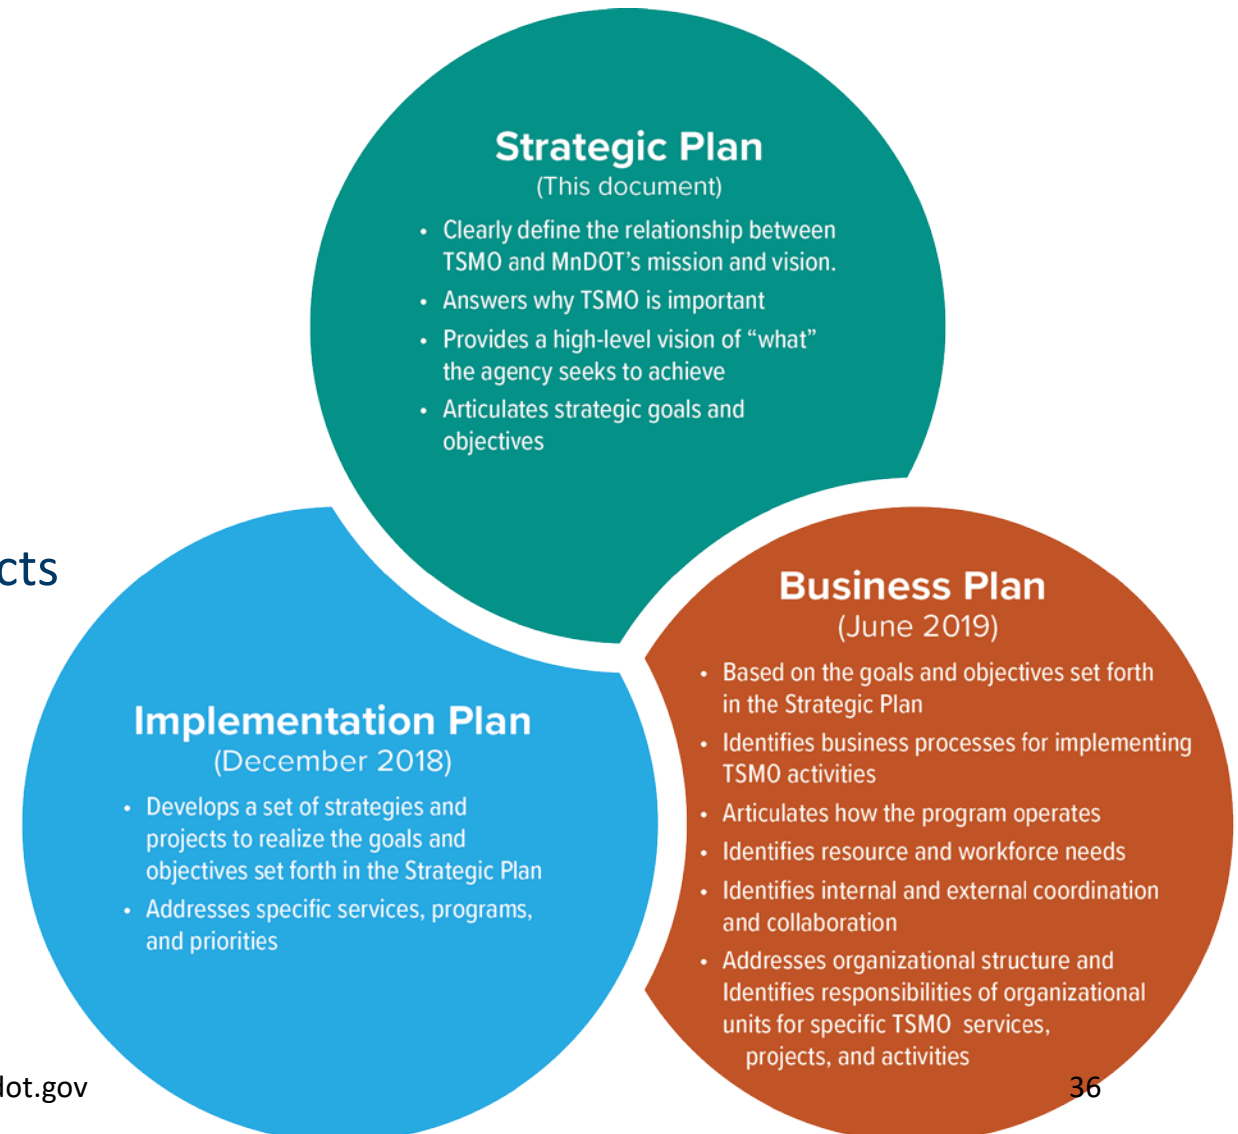 Strategic Plan
(This document)
• Clearly define the relationship between
TSMO and MnDOT’s mission and vision.
• Answers why TSMO is important
• Provides a high-level vision of “what”
the agency seeks to achieve
• Articulates strategic goals and
objectives
cts
Implementation Plan
(December 2018)
• Develops a set of strategies and
projects to realize the goals and
objectives set forth in the Strategic Plan
• Addresses specific services, programs,
and priorities
Business Plan
(June 2019)
• Based on the goals and objectives set forth
in the Strategic Plan
• Identifies business processes for implementing
TSMO activities
• Articulates how the program operates
• Identifies resource and workforce needs
• Identifies internal and external coordination
and collaboration
• Addresses organizational structure and
Identifies responsibilities of organizational
units for specific TSMO services,
projects, and activities
dot.gov
36